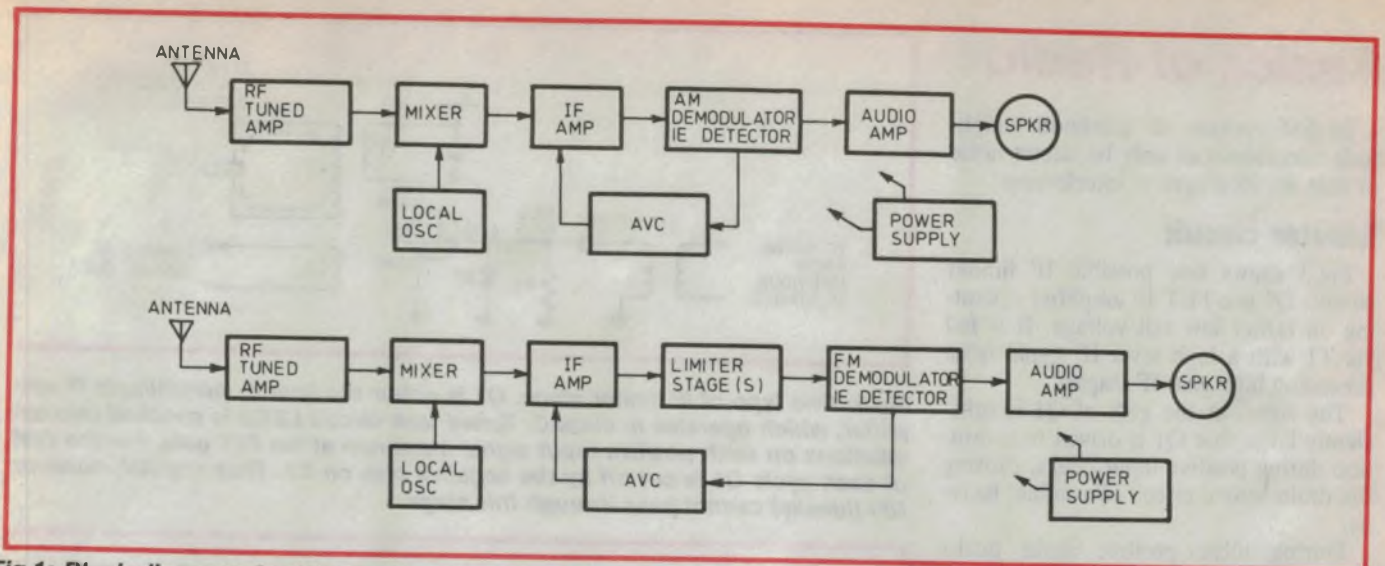 ANTENNA
RF
TUNED
AMP
MIXER
IF
AMP
AM
DEMODULATOR
IE DETECTOR
AUDIO
AMP
SPKR
LOCAL
OSC
AVC
POWER
SUPPLY
ANTENNA
RF
TUNED
AMP
MIXER
IF
AMP
LIMITER
STAGE(S)
FM
DEMODULATOR
IE DETECTOR
AUDIO
AMP
SPKR
LOCAL
OSC
AVC
POWER
SUPPLY
Fig.1: FM